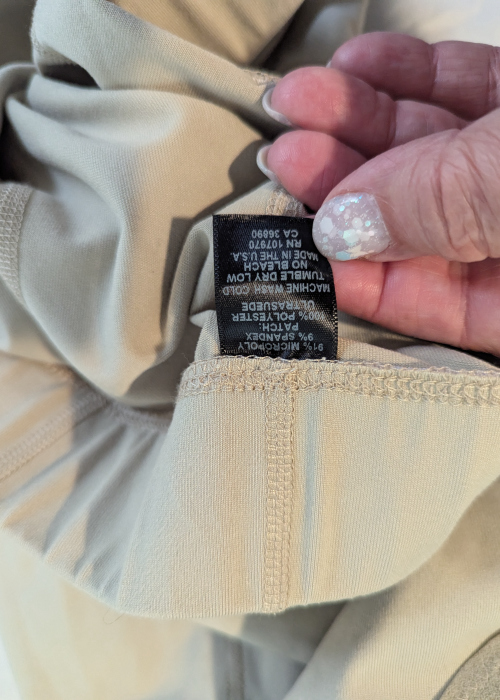 91% MICROPOLY
9% SPANDEX
PATCH:
100% POLYESTER
ULTRASUEDE
MACHINE WASH COLD
TUMBLE DRY LOW
NO BLEACH
MADE IN THE U.S.A.
RN 107970
CA 36890